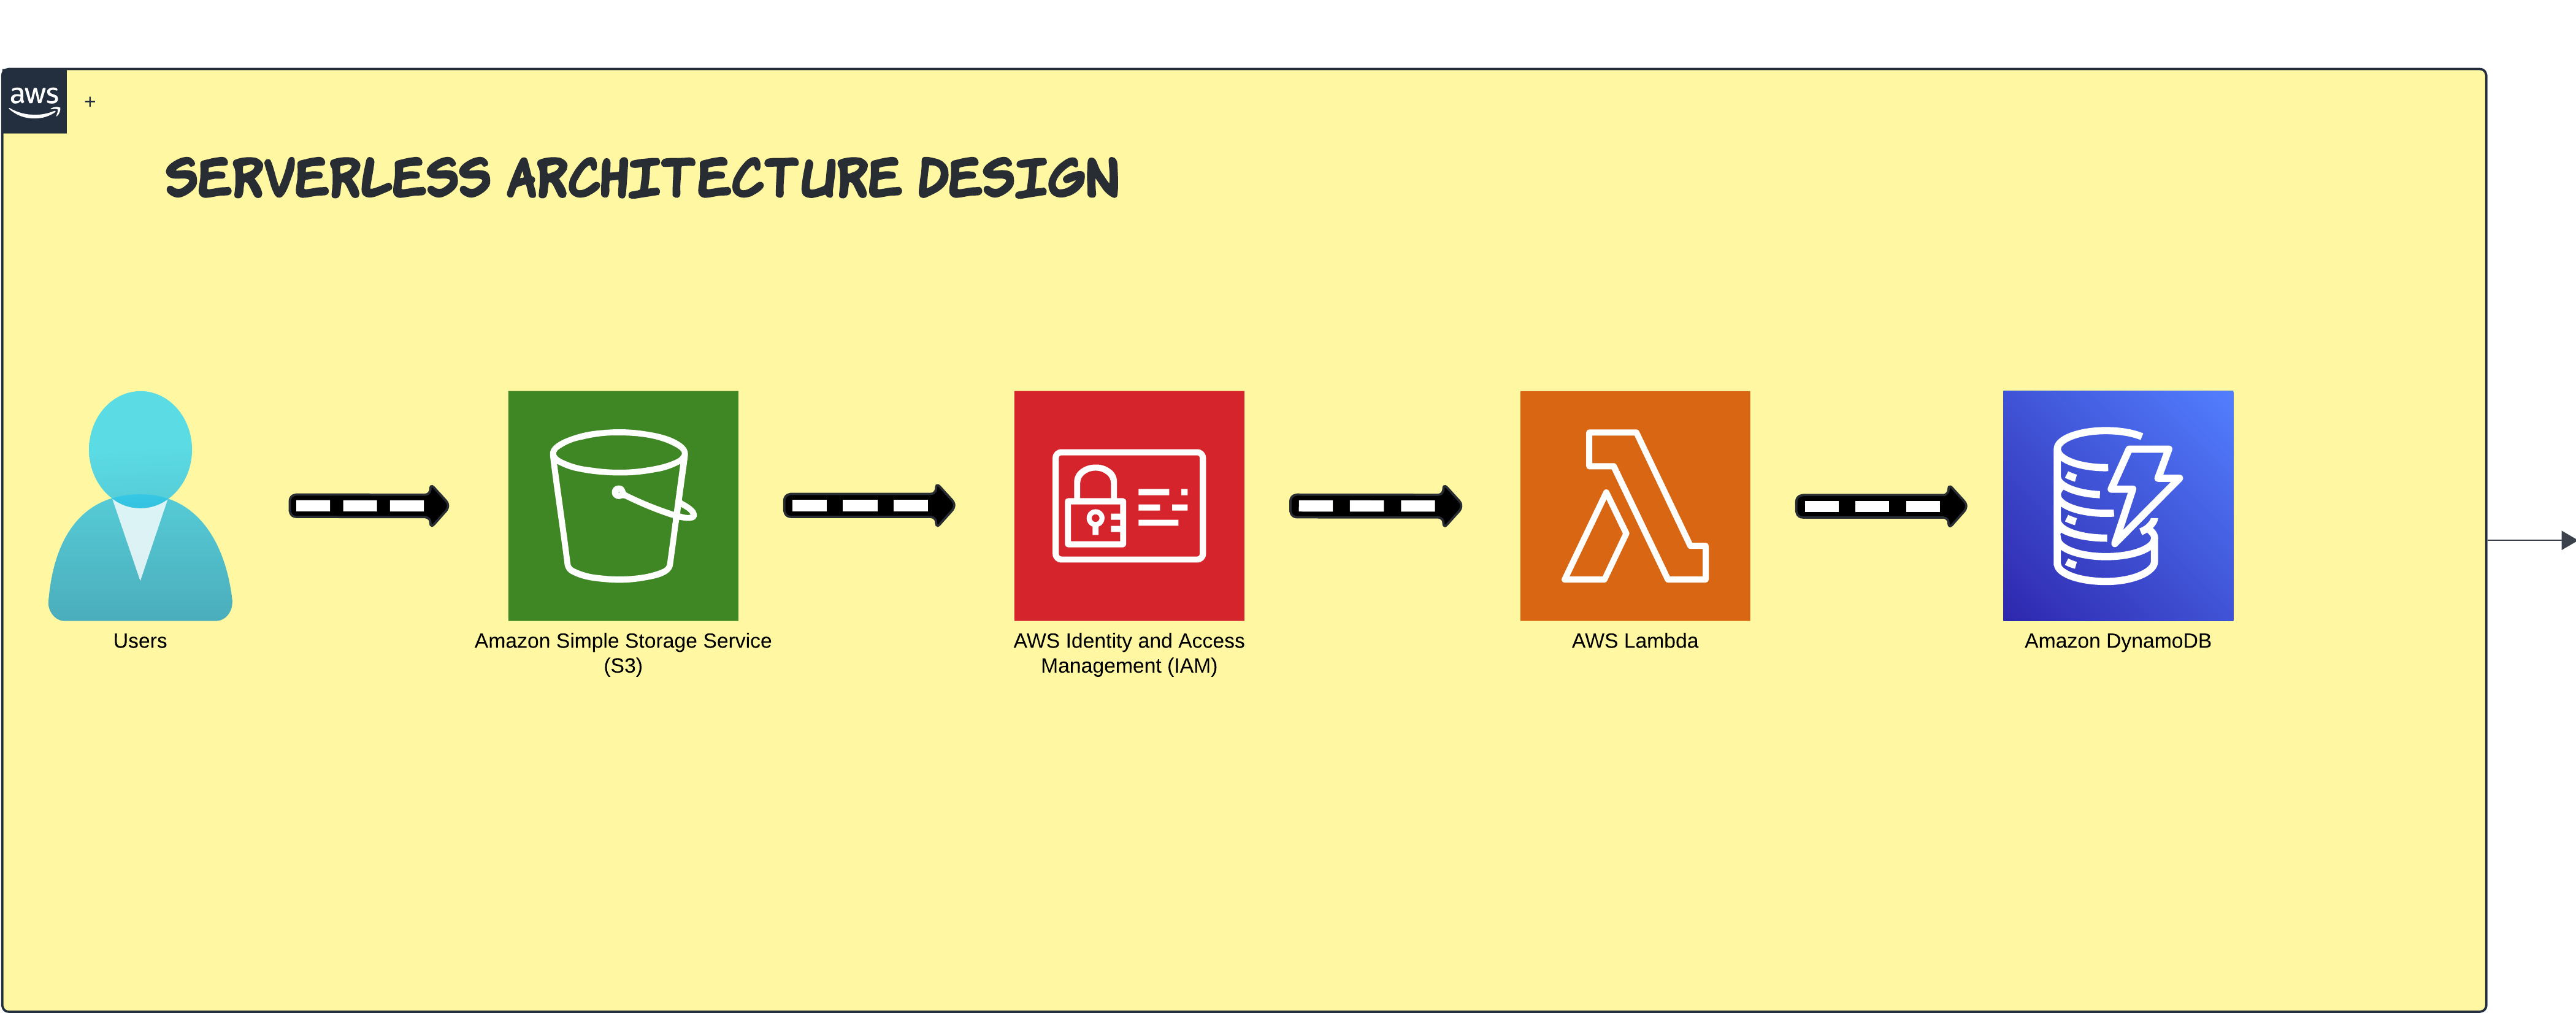 aws
+
SERVERLESS ARCHITECTURE DESIGN
Users
Amazon Simple Storage Service
(S3)
AWS Identity and Access
Management (IAM)
AWS Lambda
Amazon DynamoDB